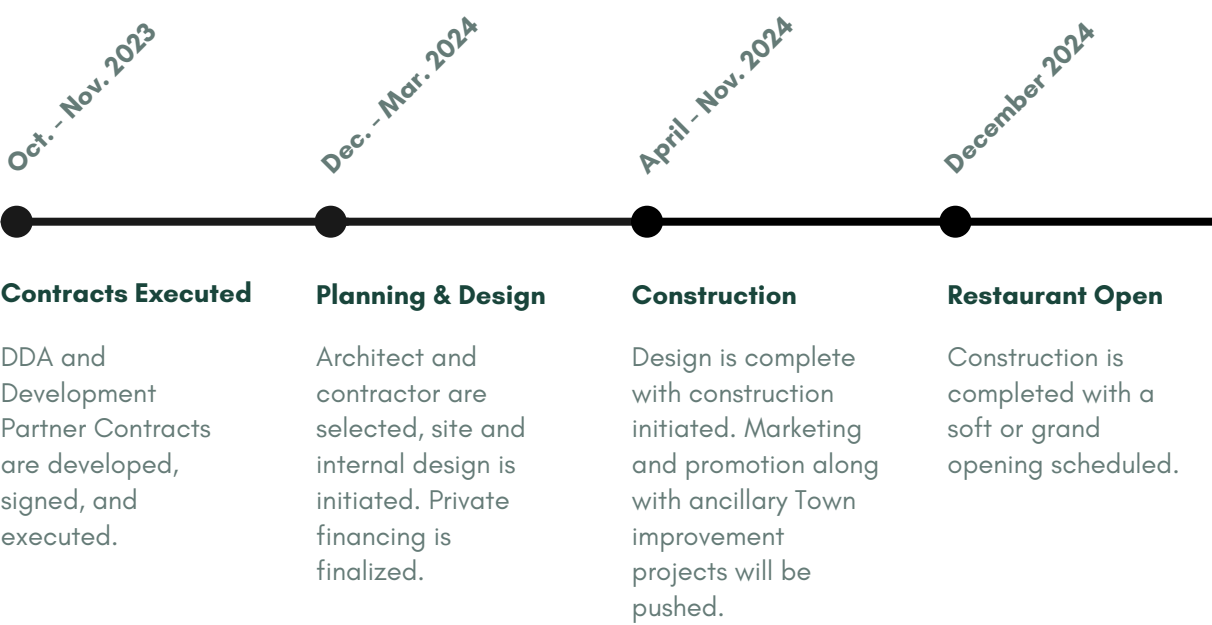 Oct. - Nov. 2023
Dec. - Mar. 2024
April - Nov. 2024
December 2024
Contracts Executed
DDA and
Development
Partner Contracts
are developed,
signed, and
executed.
Planning & Design
Architect and
contractor are
selected, site and
internal design is
initiated. Private
financing is
finalized.
Construction
Design is complete
with construction
initiated. Marketing
and promotion along
with ancillary Town
improvement
projects will be
pushed.
Restaurant Open
Construction is
completed with a
soft or grand
opening scheduled.